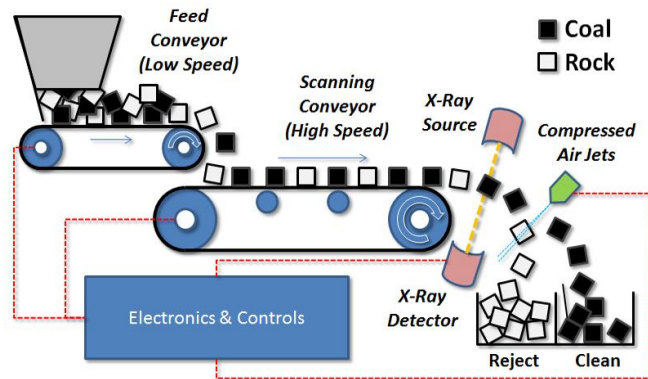 Feed
Conveyor
(Low Speed)
Coal
Rock
Scanning
Conveyor
(High Speed)
X-Ray
Source
Compressed
Air Jets
Electronics & Controls
X-Ray
Detector
Reject
Clean